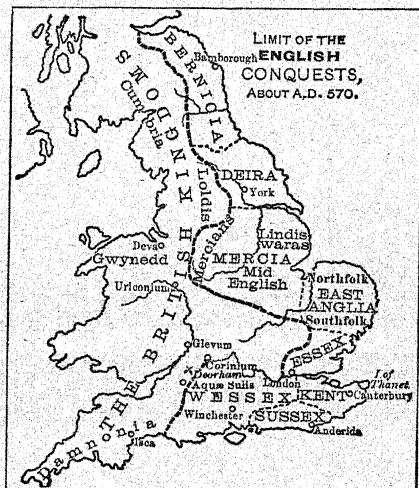 LIMIT OF THE
ENGLISH
CONQUESTS,
ABOUT A.D. 570.
BERNICIA
Bamborough
THE BRITISH KINGDOMS
Cumbria
DEIRA
York
Loidis
Mercians
Lindis
waras
Deva
Gwynedd
MERCIA
Mid
English
Uriconium
Northfolk
EAST
ANGLIA
Southfolk
Glevum
Corinium
Deorham
Aquæ Sulis
ESSEX
London
I. of
Thanet
WESSEX
KENT
Canterbury
Winchester
SUSSEX
Anderida
Isca
Damnonia